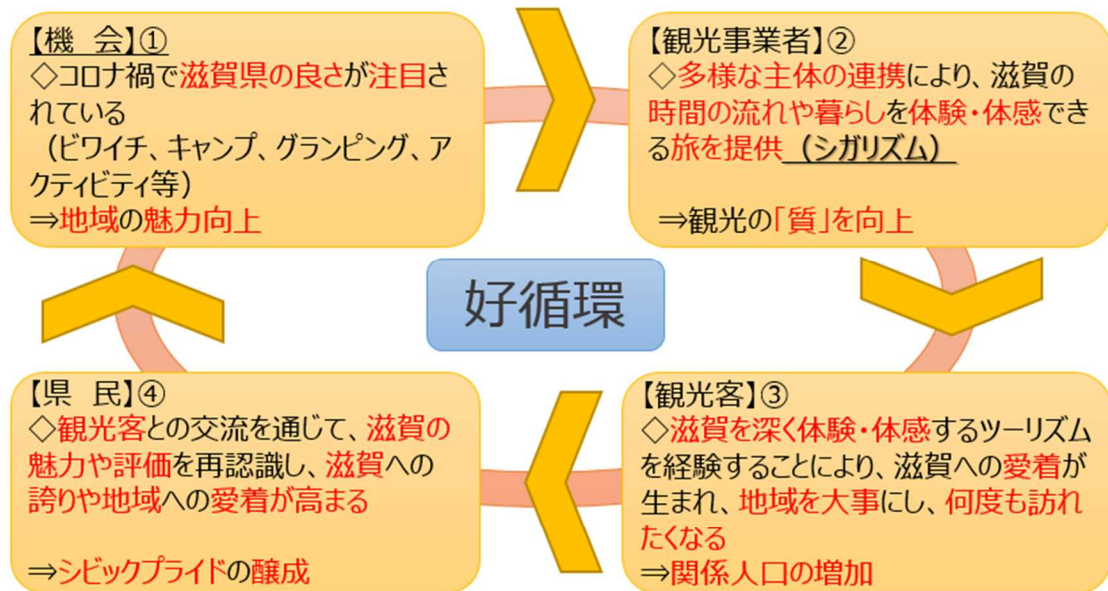 【機　会】①
◇コロナ禍で滋賀県の良さが注目さ
れている
（ビワイチ、キャンプ、グランピング、ア
クティビティ等）
⇒地域の魅力向上
【観光事業者】②
◇多様な主体の連携により、滋賀の
時間の流れや暮らしを体験・体感でき
る旅を提供（シガリズム）
⇒観光の「質」を向上
好循環
【観光客】③
◇滋賀を深く体験・体感するツーリズム
を経験することにより、滋賀への愛着が
生まれ、地域を大事にし、何度も訪れ
たくなる
⇒関係人口の増加
【県　民】④
◇観光客との交流を通じて、滋賀の
魅力や評価を再認識し、滋賀への
誇りや地域への愛着が高まる
⇒シビックプライドの醸成